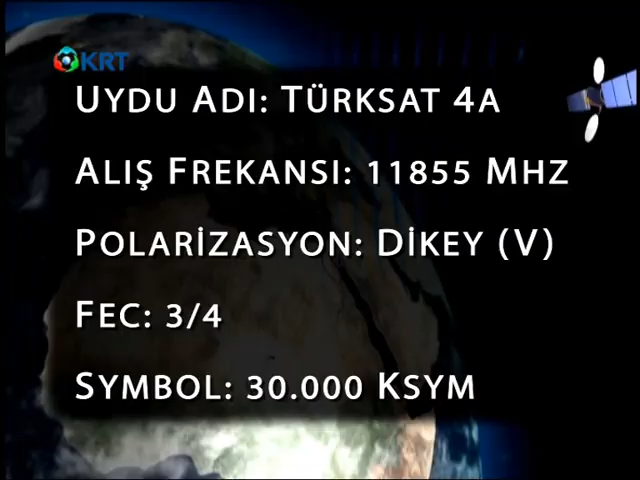 KRT
UYDU ADI: TÜRKSAT 4A
ALIŞ FREKANSI: 11855 MHZ
POLARİZASYON: DİKEY (V)
FEC: 3/4
SYMBOL: 30.000 KSYM